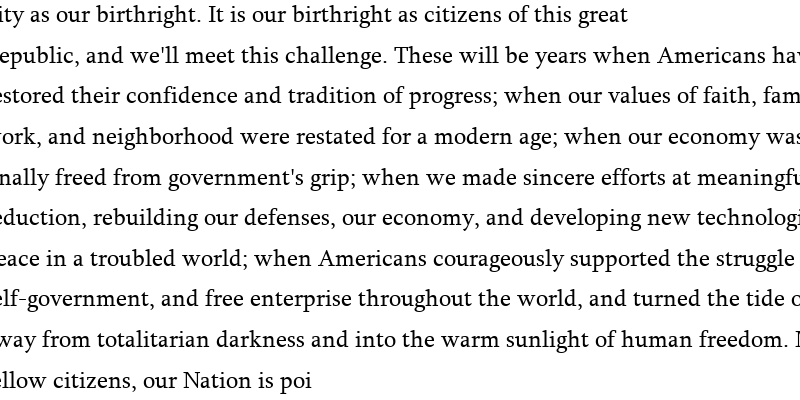 ity as our birthright. It is our birthright as citizens of this great
epublic, and we'll meet this challenge. These will be years when Americans hav
estored their confidence and tradition of progress; when our values of faith, fam
ork, and neighborhood were restated for a modern age; when our economy was
nally freed from government's grip; when we made sincere efforts at meaningfu
eduction, rebuilding our defenses, our economy, and developing new technologi
eace in a troubled world; when Americans courageously supported the struggle
elf-government, and free enterprise throughout the world, and turned the tide o
way from totalitarian darkness and into the warm sunlight of human freedom.
ellow citizens, our Nation is poi